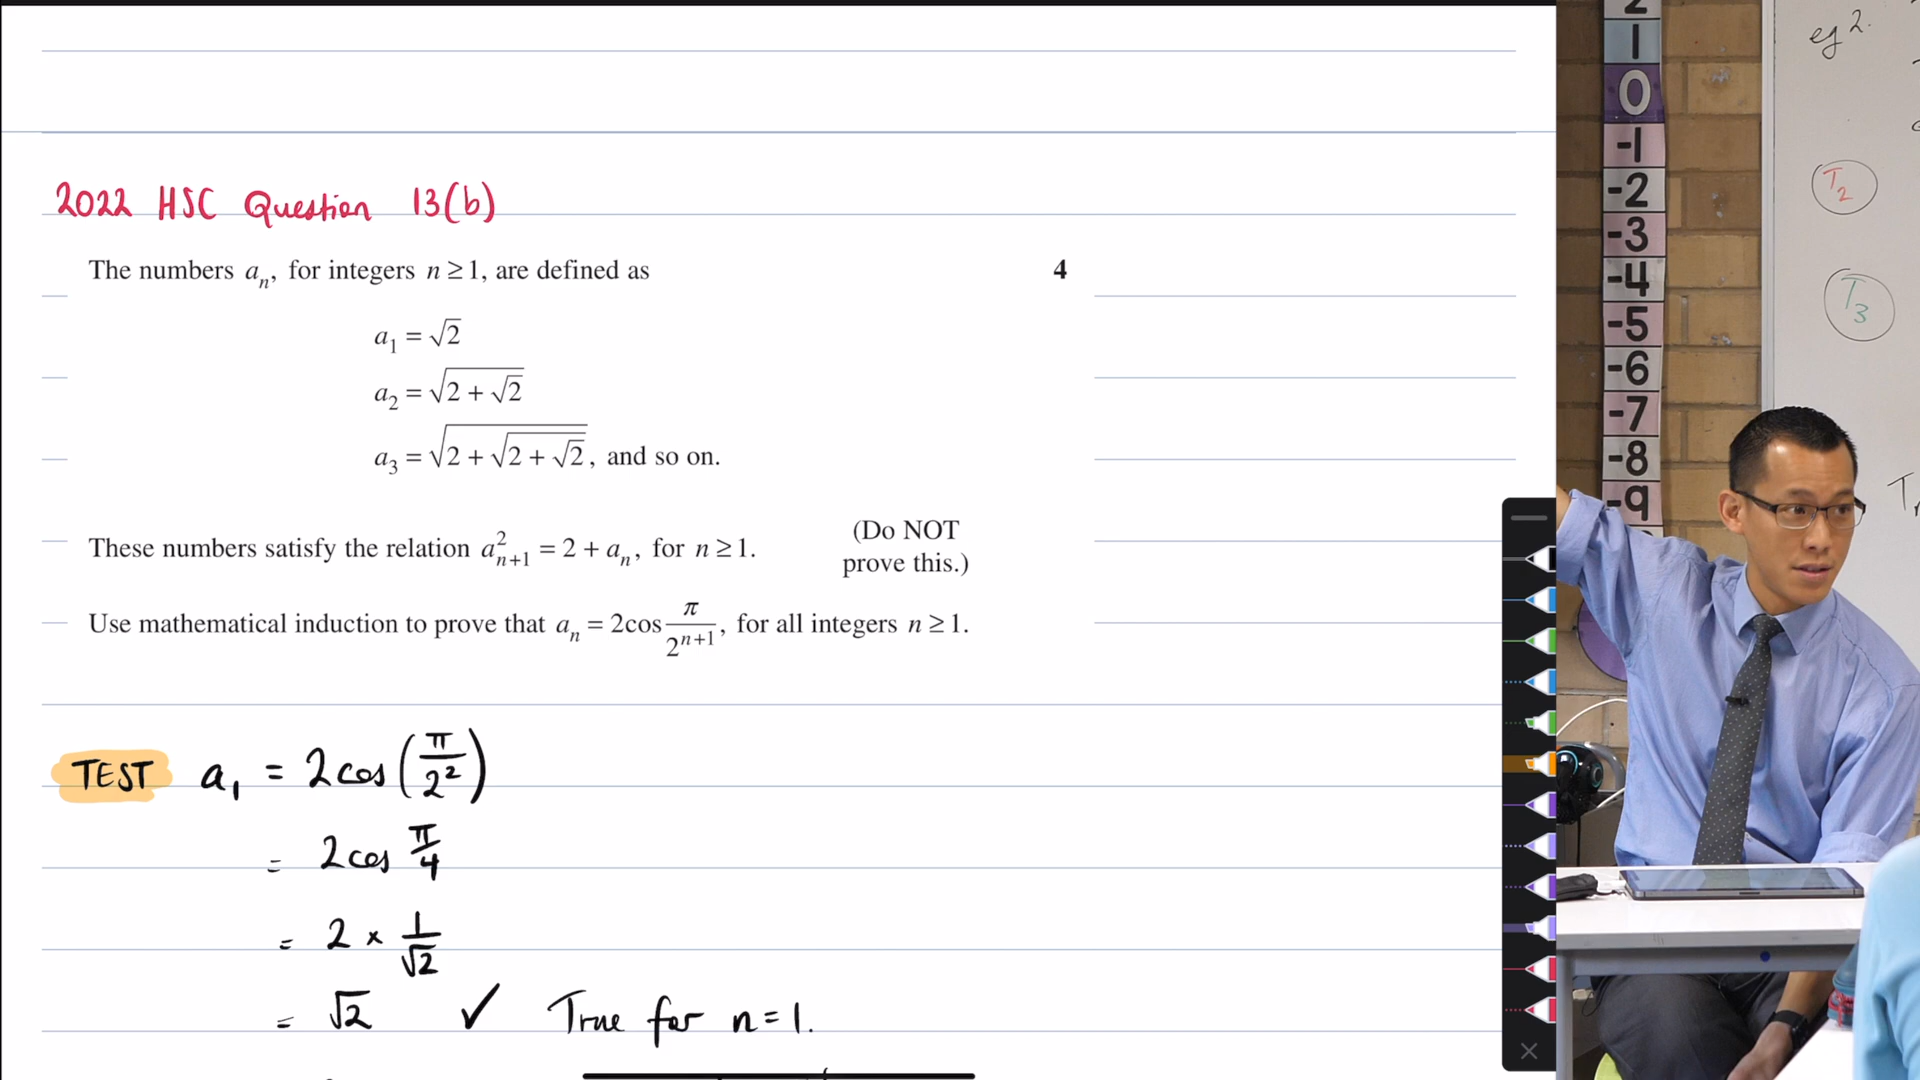 2022 HSC Question 13(b)
The numbers aₙ, for integers n ≥ 1, are defined as
4
a₁ = √2
a₂ = √(2 + √2)
a₃ = √(2 + √(2 + √2)), and so on.
These numbers satisfy the relation a²ₙ₊₁ = 2 + aₙ, for n ≥ 1.
(Do NOT
prove this.)
Use mathematical induction to prove that aₙ = 2cos π/2ⁿ⁺¹, for all integers n ≥ 1.
TEST a₁ = 2cos(π/2²)
= 2cos π/4
= 2 × 1/√2
= √2 ✓ True for n = 1.
2
1
0
-1
-2
-3
-4
-5
-6
-7
-8
-9
eg 2.
T₂
T₃